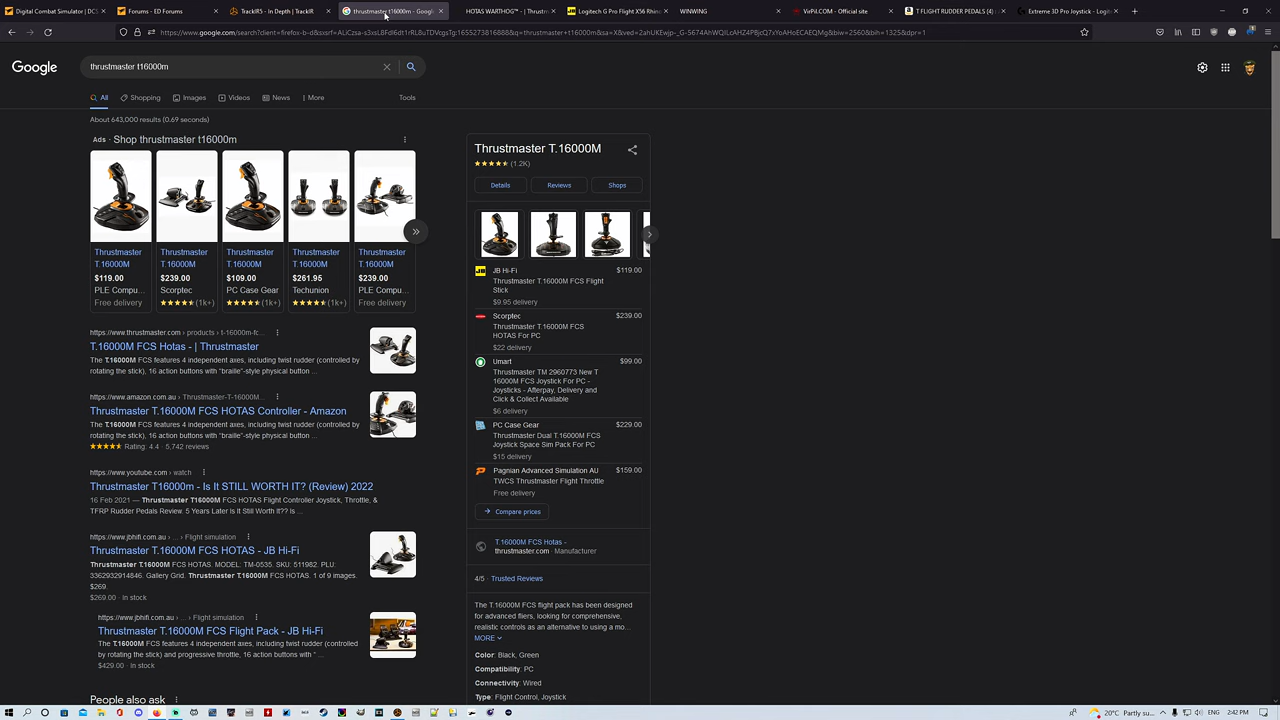 Digital Combat Simulator | DCS
Forums - ED Forums
TrackIR5 - In Depth | TrackIR
thrustmaster t16000m - Google
HOTAS WARTHOG™ - | Thrustm
Logitech G Pro Flight X56 Rhin
WINWING
VirPil.COM - Official site
T FLIGHT RUDDER PEDALS (4)
Extreme 3D Pro Joystick - Logit
Google
thrustmaster t16000m
All
Shopping
Images
Videos
News
More
Tools
About 643,000 results (0.69 seconds)
Ads · Shop thrustmaster t16000m
Thrustmaster T.16000M
$119.00
PLE Compu...
Free delivery
Thrustmaster T.16000M
$239.00
Scorptec
(1k+)
Thrustmaster T.16000M
$109.00
PC Case Gear
(1k+)
Thrustmaster T.16000M
$261.95
Techunion
(1k+)
Thrustmaster T.16000M
$239.00
PLE Compu...
Free delivery
https://www.thrustmaster.com › products › t-16000m-fc...
T.16000M FCS Hotas - | Thrustmaster
The T.16000M FCS features 4 independent axes, including twist rudder (controlled by
rotating the stick), 16 action buttons with "braille"-style physical button ...
https://www.amazon.com.au › Thrustmaster-T-16000M...
Thrustmaster T.16000M FCS HOTAS Controller - Amazon
The T.16000M FCS features 4 independent axes, including twist rudder (controlled by
rotating the stick), 16 action buttons with "braille"-style physical button ...
Rating: 4.4 · 5,742 reviews
https://www.youtube.com › watch
Thrustmaster T16000m - Is It STILL WORTH IT? (Review) 2022
16 Feb 2021 — Thrustmaster T16000M FCS HOTAS Flight Controller Joystick, Throttle, &
TFRP Rudder Pedals Review. 5 Years Later Is It Still Worth It?? Is ...
https://www.jbhifi.com.au › ... › Flight simulation
Thrustmaster T.16000M FCS HOTAS - JB Hi-Fi
Thrustmaster T.16000M FCS HOTAS. MODEL: TM-0535. SKU: 511982. PLU:
3362932914846. Gallery Grid. Thrustmaster T.16000M FCS HOTAS. 1 of 9 images.
$269.
$269.00 · In stock
https://www.jbhifi.com.au › ... › Flight simulation
Thrustmaster T.16000M FCS Flight Pack - JB Hi-Fi
The T.16000M FCS features 4 independent axes, including twist rudder (controlled
by rotating the stick) and progressive throttle, 16 action buttons with " ...
$429.00 · In stock
People also ask
Thrustmaster T.16000M
(1.2K)
Details
Reviews
Shops
JB Hi-Fi $119.00
Thrustmaster T.16000M FCS Flight
Stick
$9.95 delivery
Scorptec $239.00
Thrustmaster T.16000M FCS
HOTAS For PC
$22 delivery
Umart $99.00
Thrustmaster TM 2960773 New T
16000M FCS Joystick For PC -
Joysticks - Afterpay, Delivery and
Click & Collect Available
$6 delivery
PC Case Gear $229.00
Thrustmaster Dual T.16000M FCS
Joystick Space Sim Pack For PC
$15 delivery
Pagnian Advanced Simulation AU $159.00
TWCS Thrustmaster Flight Throttle
Free delivery
Compare prices
T.16000M FCS Hotas -
thrustmaster.com · Manufacturer
4/5 · Trusted Reviews
The T.16000M FCS flight pack has been designed
for advanced fliers, looking for comprehensive,
realistic controls as an alternative to using a mo...
MORE
Color: Black, Green
Compatibility: PC
Connectivity: Wired
Type: Flight Control, Joystick
20°C Partly su...
ENG
2:42 PM